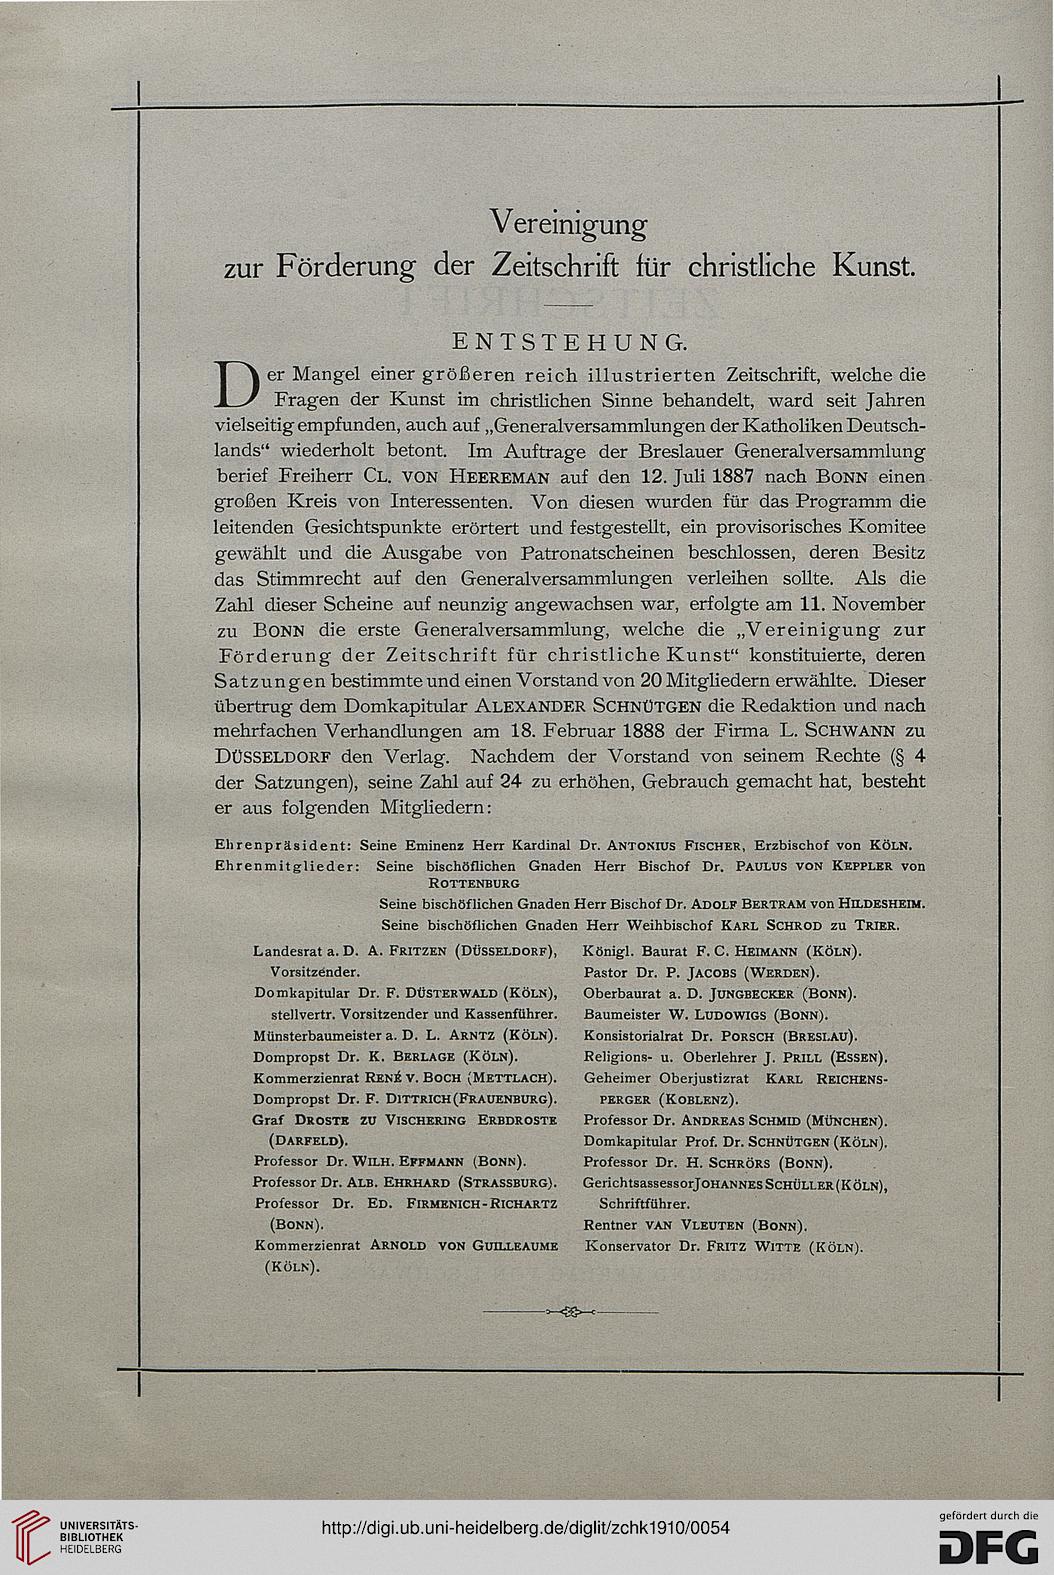 Vereinigung
zur Förderung der Zeitschrift für christliche Kunst.
ENTSTEHUNG.
Der Mangel einer größeren reich illustrierten Zeitschrift, welche die
Fragen der Kunst im christlichen Sinne behandelt, ward seit Jahren
vielseitig empfunden, auch auf „Generalversammlungen der Katholiken Deutsch-
lands“ wiederholt betont. Im Auftrage der Breslauer Generalversammlung
berief Freiherr CL. VON HEEREMAN auf den 12. Juli 1887 nach BONN einen
großen Kreis von Interessenten. Von diesen wurden für das Programm die
leitenden Gesichtspunkte erörtert und festgestellt, ein provisorisches Komitee
gewählt und die Ausgabe von Patronatscheinen beschlossen, deren Besitz
das Stimmrecht auf den Generalversammlungen verleihen sollte. Als die
Zahl dieser Scheine auf neunzig angewachsen war, erfolgte am 11. November
zu BONN die erste Generalversammlung, welche die „Vereinigung zur
Förderung der Zeitschrift für christliche Kunst“ konstituierte, deren
Satzungen bestimmte und einen Vorstand von 20 Mitgliedern erwählte. Dieser
übertrug dem Domkapitular ALEXANDER SCHNÜTGEN die Redaktion und nach
mehrfachen Verhandlungen am 18. Februar 1888 der Firma L. SCHWANN zu
DÜSSELDORF den Verlag. Nachdem der Vorstand von seinem Rechte (§ 4
der Satzungen), seine Zahl auf 24 zu erhöhen, Gebrauch gemacht hat, besteht
er aus folgenden Mitgliedern:
Ehrenpräsident: Seine Eminenz Herr Kardinal Dr. ANTONIUS FISCHER, Erzbischof von KÖLN.
Ehrenmitglieder: Seine bischöflichen Gnaden Herr Bischof Dr. PAULUS VON KEPPLER von
ROTTENBURG
Seine bischöflichen Gnaden Herr Bischof Dr. ADOLF BERTRAM von HILDESHEIM.
Seine bischöflichen Gnaden Herr Weihbischof KARL SCHROD zu TRIER.
Landesrat a. D. A. FRITZEN (DÜSSELDORF),
Vorsitzender.
Domkapitular Dr. F. DÜSTERWALD (KÖLN),
stellvertr. Vorsitzender und Kassenführer.
Münsterbaumeister a. D. L. ARNTZ (KÖLN).
Dompropst Dr. K. BERLAGE (KÖLN).
Kommerzienrat RENÉ V. BOCH (METTLACH).
Dompropst Dr. F. DITTRICH (FRAUENBURG).
Graf DROSTE ZU VISCHERING ERBDROSTE
(DARFELD).
Professor Dr. WILH. EFFMANN (BONN).
Professor Dr. ALB. EHRHARD (STRASSBURG).
Professor Dr. ED. FIRMENICH-RICHARTZ
(BONN).
Kommerzienrat ARNOLD VON GUILLEAUME
(KÖLN).
Königl. Baurat F. C. HEIMANN (KÖLN).
Pastor Dr. P. JACOBS (WERDEN).
Oberbaurat a. D. JUNGBECKER (BONN).
Baumeister W. LUDOWIGS (BONN).
Konsistorialrat Dr. PORSCH (BRESLAU).
Religions- u. Oberlehrer J. PRILL (ESSEN).
Geheimer Oberjustizrat KARL REICHENS-
PERGER (KOBLENZ).
Professor Dr. ANDREAS SCHMID (MÜNCHEN).
Domkapitular Prof. Dr. SCHNÜTGEN (KÖLN).
Professor Dr. H. SCHRÖRS (BONN).
Gerichtsassessor JOHANNES SCHÜLLER (KÖLN),
Schriftführer.
Rentner VAN VLEUTEN (BONN).
Konservator Dr. FRITZ WITTE (KÖLN).
UNIVERSITÄTS-
BIBLIOTHEK
HEIDELBERG
http://digi.ub.uni-heidelberg.de/diglit/zchk1910/0054
gefördert durch die
DFG